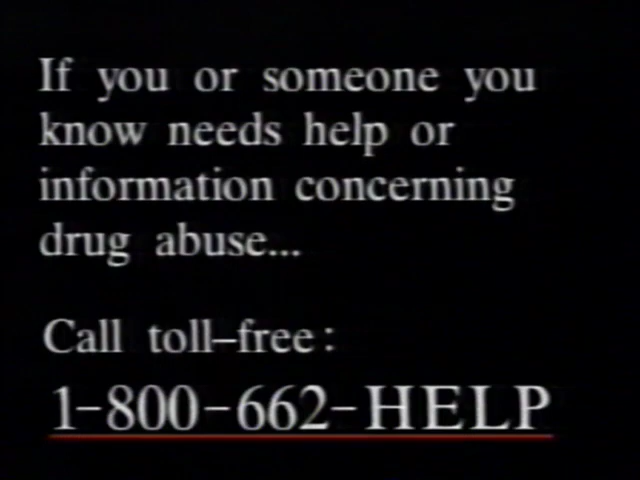 If you or someone you
know needs help or
information concerning
drug abuse...
Call toll-free:
1-800-662-HELP